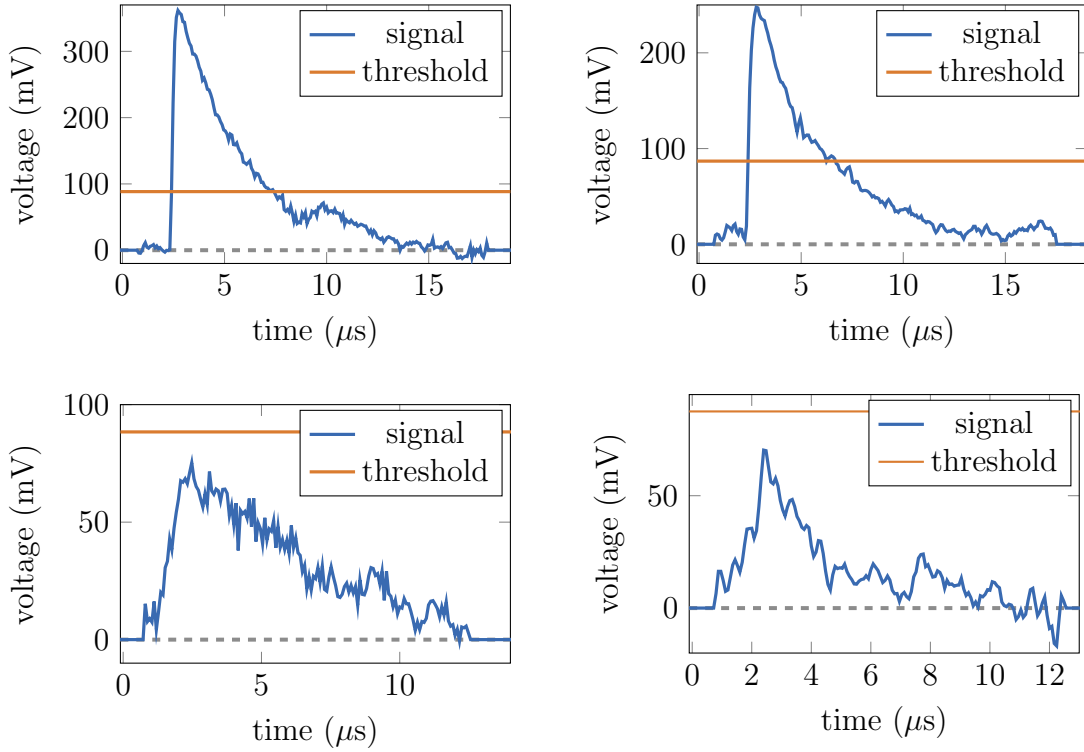 signal
threshold
0
100
200
300
voltage (mV)
0
5
10
15
time (μs)
signal
threshold
0
100
200
voltage (mV)
0
5
10
15
time (μs)
signal
threshold
0
50
100
voltage (mV)
0
5
10
time (μs)
signal
threshold
0
50
voltage (mV)
0
2
4
6
8
10
12
time (μs)